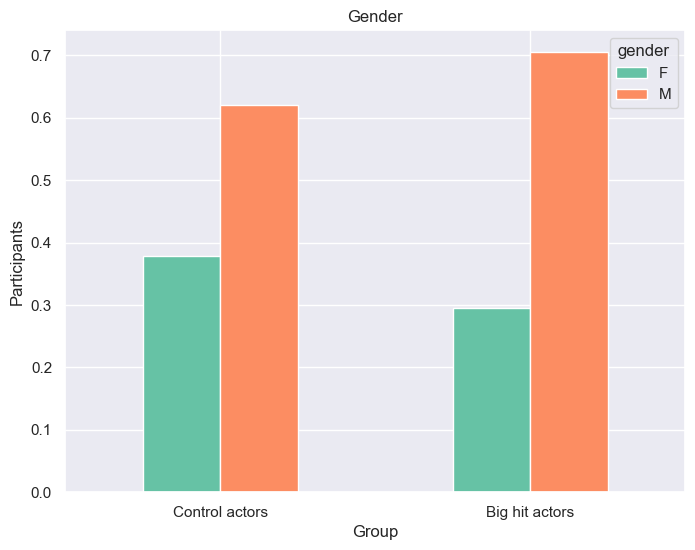 Gender
gender
F
M
0.7
0.6
0.5
0.4
0.3
0.2
0.1
0.0
Participants
Control actors
Big hit actors
Group